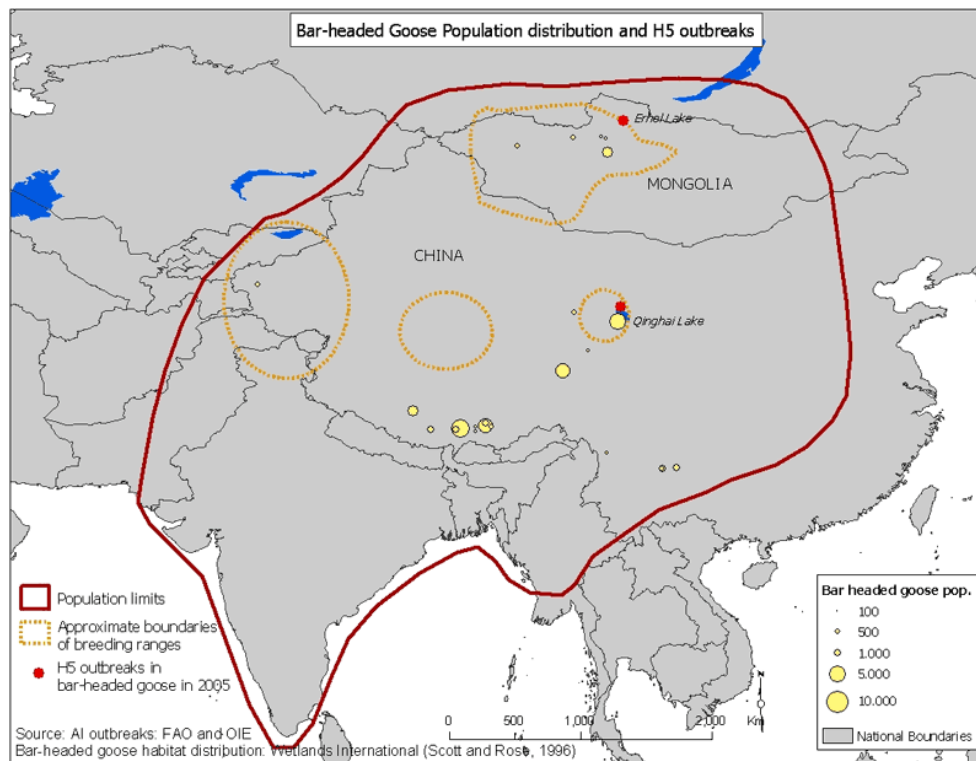 Bar-headed Goose Population distribution and H5 outbreaks
Erhel Lake
MONGOLIA
CHINA
Qinghai Lake
Population limits
Approximate boundaries
of breeding ranges
H5 outbreaks in
bar-headed goose in 2005
Source: AI outbreaks: FAO and OIE
Bar-headed goose habitat distribution: Wetlands International (Scott and Rose, 1996)
0 500 1,000 2,000
Km
N
Bar headed goose pop.
100
500
1.000
5.000
10.000
National Boundaries